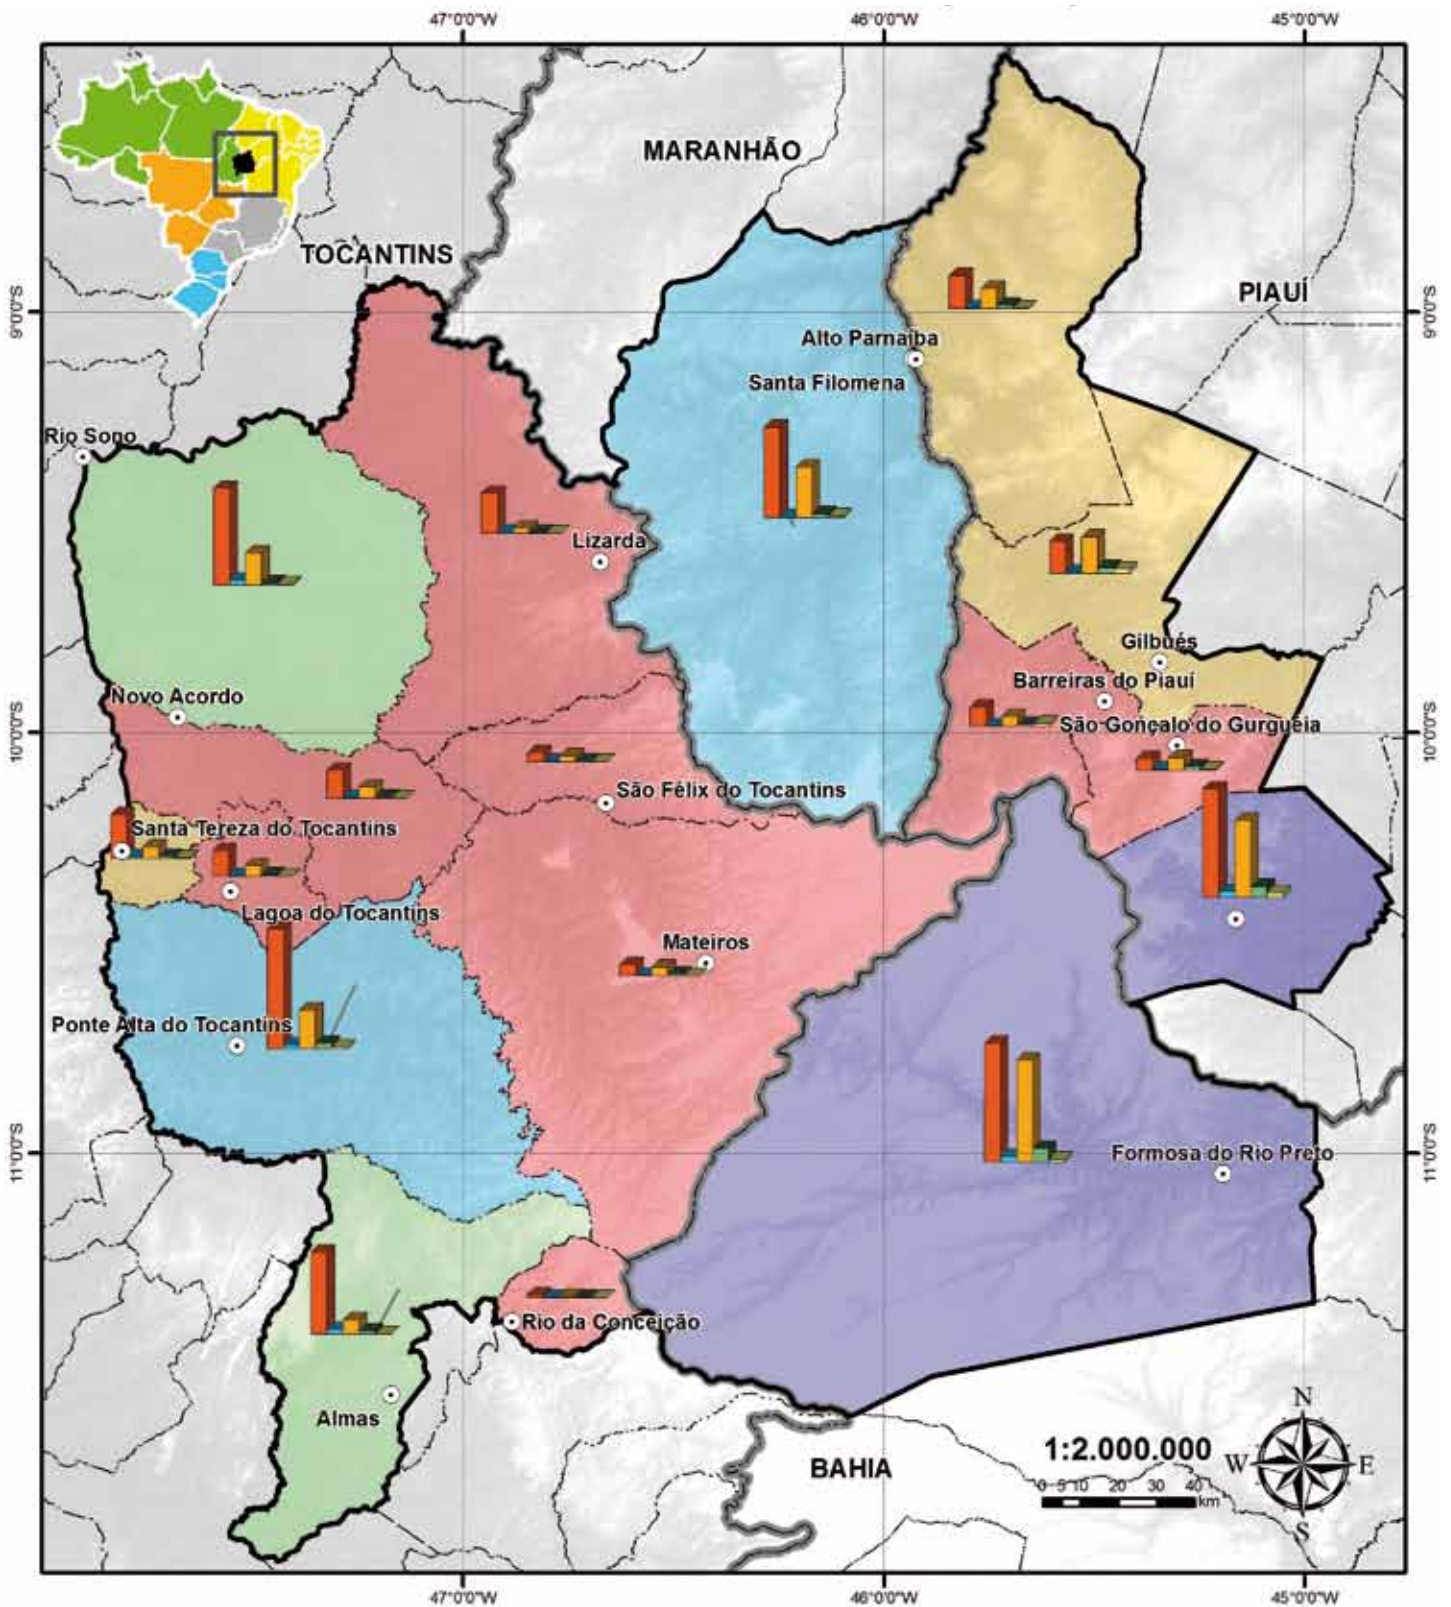 47°0'0"W 46°0'0"W 45°0'0"W
MARANHÃO
TOCANTINS
PIAUÍ
9°0'0"S 9°0'0"S
Alto Parnaíba
Santa Filomena
Rio Sono
Lizarda
Gilbués
Barreiras do Piauí
Novo Acordo
São Gonçalo do Gurguéia
10°0'0"S 10°0'0"S
São Félix do Tocantins
Santa Tereza do Tocantins
Lagoa do Tocantins
Mateiros
Ponte Alta do Tocantins
11°0'0"S 11°0'0"S
Formosa do Rio Preto
Rio da Conceição
Almas
N
1:2.000.000
W E
BAHIA
0 5 10 20 30 40 km
S
47°0'0"W 46°0'0"W 45°0'0"W